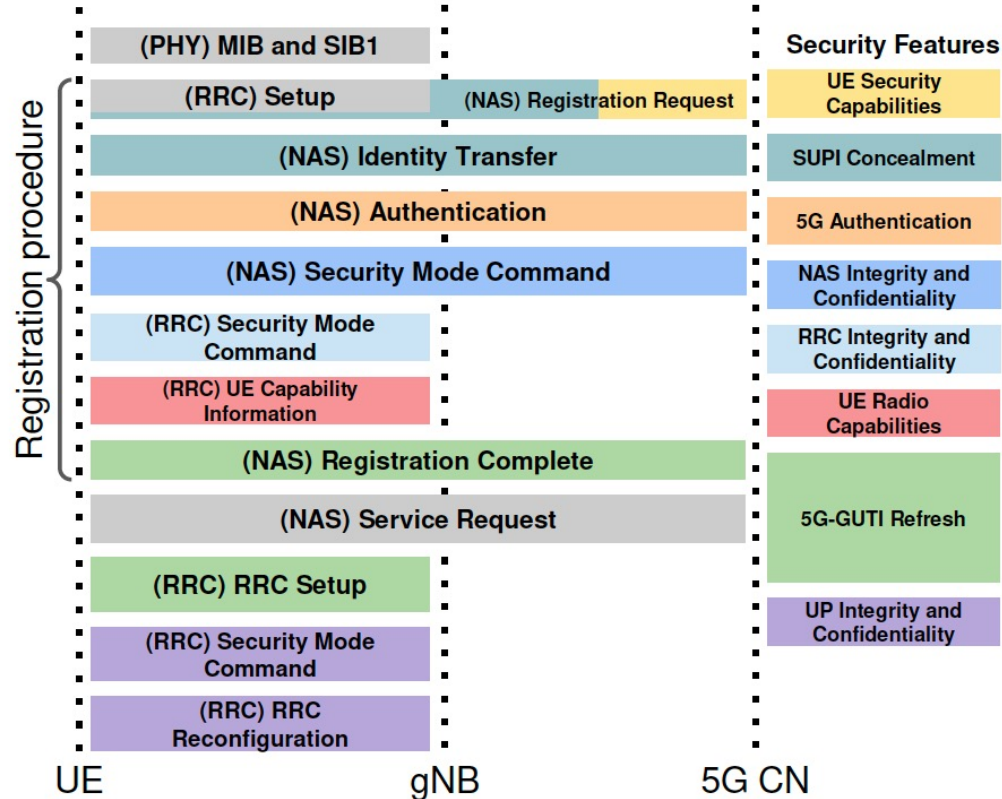 (PHY) MIB and SIB1
Security Features
(RRC) Setup
(NAS) Registration Request
UE Security
Capabilities
(NAS) Identity Transfer
SUPI Concealment
(NAS) Authentication
5G Authentication
(NAS) Security Mode Command
NAS Integrity and
Confidentiality
(RRC) Security Mode
Command
RRC Integrity and
Confidentiality
(RRC) UE Capability
Information
UE Radio
Capabilities
(NAS) Registration Complete
Registration procedure
(NAS) Service Request
5G-GUTI Refresh
(RRC) RRC Setup
UP Integrity and
Confidentiality
(RRC) Security Mode
Command
(RRC) RRC
Reconfiguration
UE
gNB
5G CN